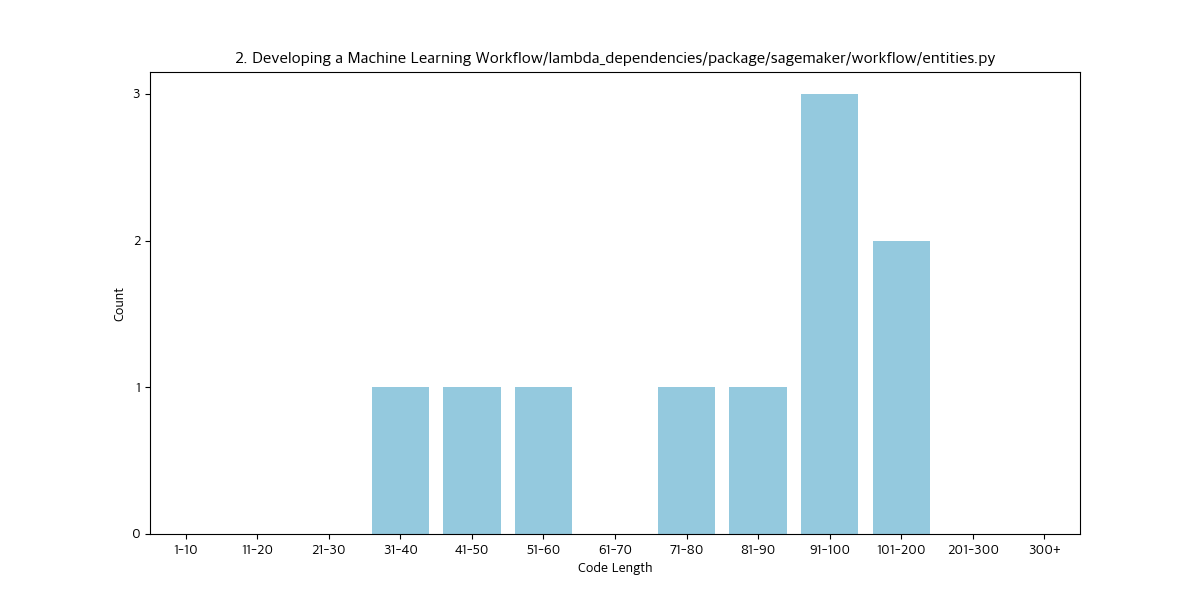 2. Developing a Machine Learning Workflow/lambda_dependencies/package/sagemaker/workflow/entities.py
3
2
1
0
Count
1-10 11-20 21-30 31-40 41-50 51-60 61-70 71-80 81-90 91-100 101-200 201-300 300+
Code Length